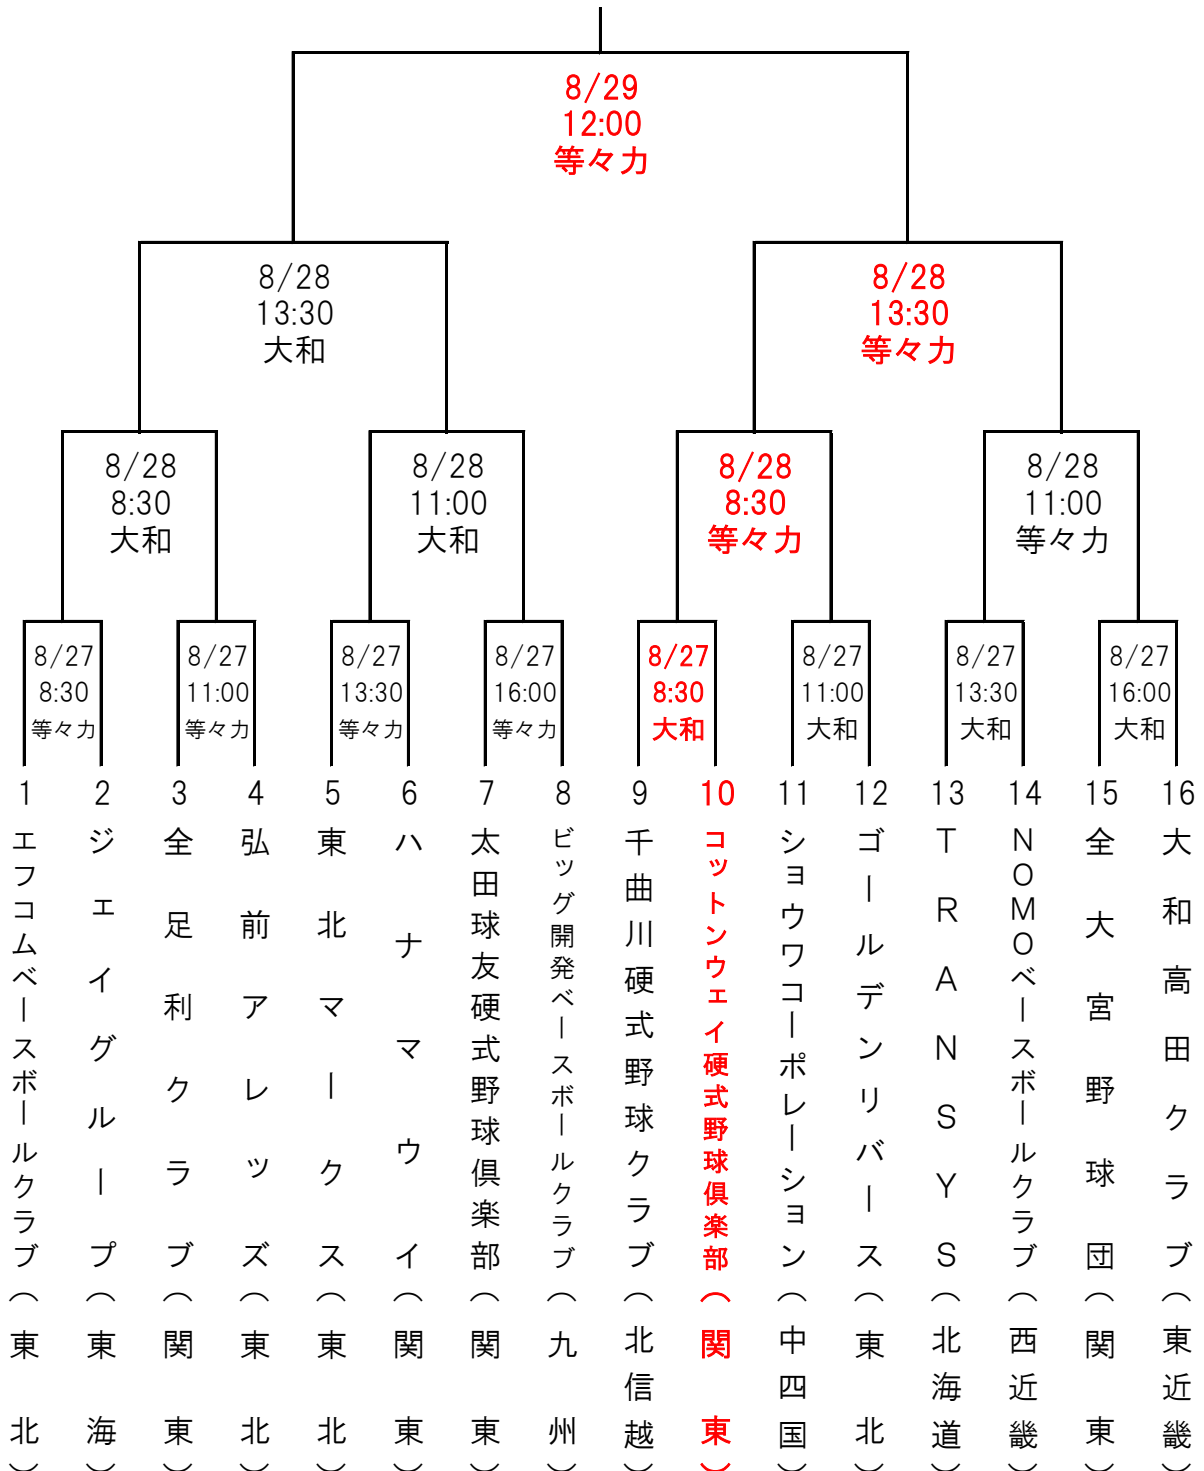 8/29
12:00
等々力
8/28
13:30
大和
8/28
13:30
等々力
8/28
8:30
大和
8/28
11:00
大和
8/28
8:30
等々力
8/28
11:00
等々力
8/27
8:30
等々力
8/27
11:00
等々力
8/27
13:30
等々力
8/27
16:00
等々力
8/27
8:30
大和
8/27
11:00
大和
8/27
13:30
大和
8/27
16:00
大和
1
エフコムベースボールクラブ(東北)
2
ジェイグループ(東海)
3
全足利クラブ(関東)
4
弘前アレッズ(東北)
5
東北マークス(東北)
6
ハナマウイ(関東)
7
太田球友硬式野球倶楽部(関東)
8
ビッグ開発ベースボールクラブ(九州)
9
千曲川硬式野球クラブ(北信越)
10
コットンウェイ硬式野球倶楽部(関東)
11
ショウワコーポレーション(中四国)
12
ゴールデンリバース(東北)
13
TRANSYS(北海道)
14
NOMOベースボールクラブ(西近畿)
15
全大宮野球団(関東)
16
大和高田クラブ(東近畿)